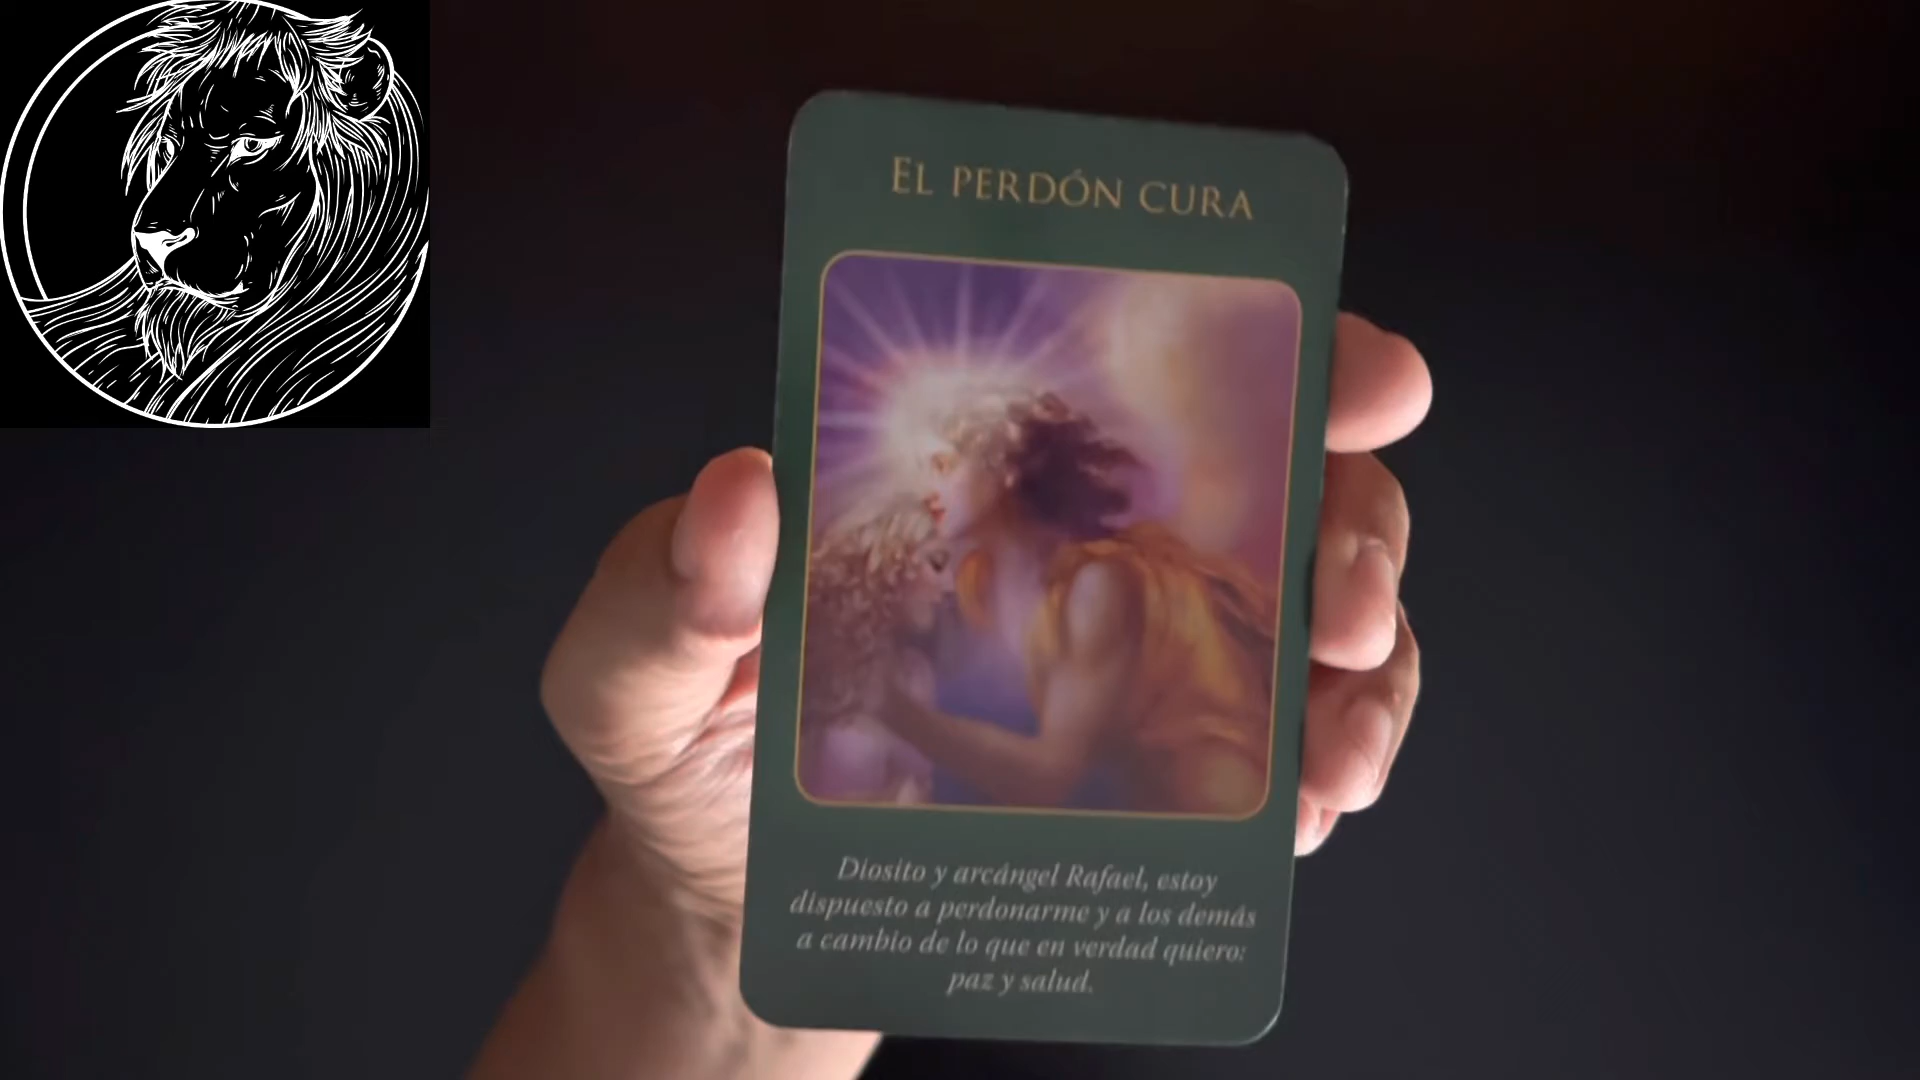 EL PERDÓN CURA
Diosito y arcángel Rafael, estoy
dispuesto a perdonarme y a los demás
a cambio de lo que en verdad quiero:
paz y salud.